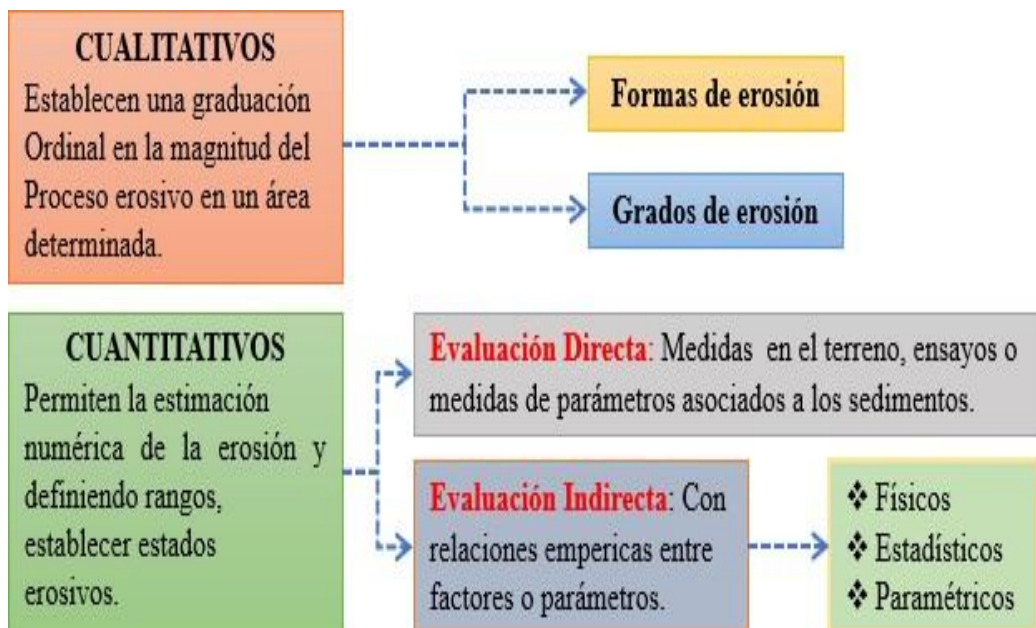 CUALITATIVOS
Establecen una graduación
Ordinal en la magnitud del
Proceso erosivo en un área
determinada.
Formas de erosión
Grados de erosión
CUANTITATIVOS
Permiten la estimación
numérica de la erosión y
definiendo rangos,
establecer estados
erosivos.
Evaluación Directa: Medidas en el terreno, ensayos o
medidas de parámetros asociados a los sedimentos.
Evaluación Indirecta: Con
relaciones empericas entre
factores o parámetros.
❖ Físicos
❖ Estadísticos
❖ Paramétricos